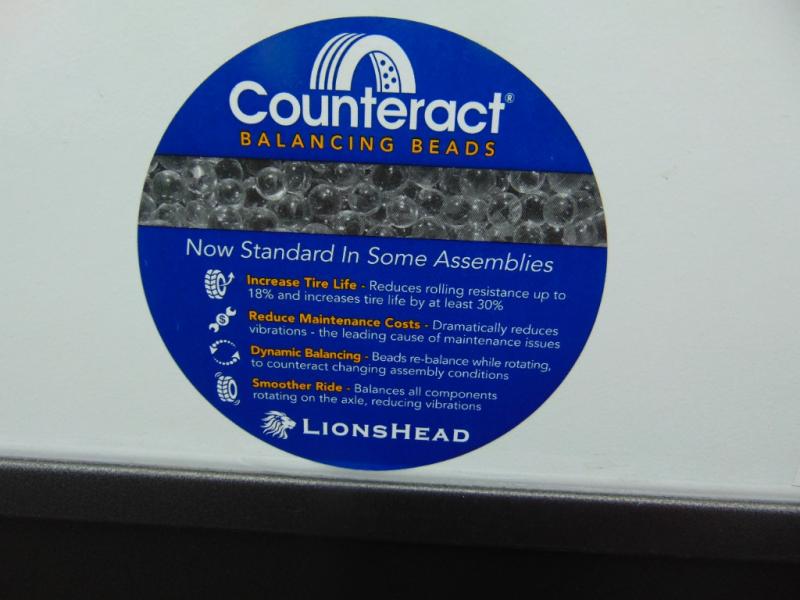 Counteract®
BALANCING BEADS
Now Standard In Some Assemblies
Increase Tire Life - Reduces rolling resistance up to
18% and increases tire life by at least 30%
$
Reduce Maintenance Costs - Dramatically reduces
vibrations - the leading cause of maintenance issues
Dynamic Balancing - Beads re-balance while rotating,
to counteract changing assembly conditions
Smoother Ride - Balances all components
rotating on the axle, reducing vibrations
LIONSHEAD